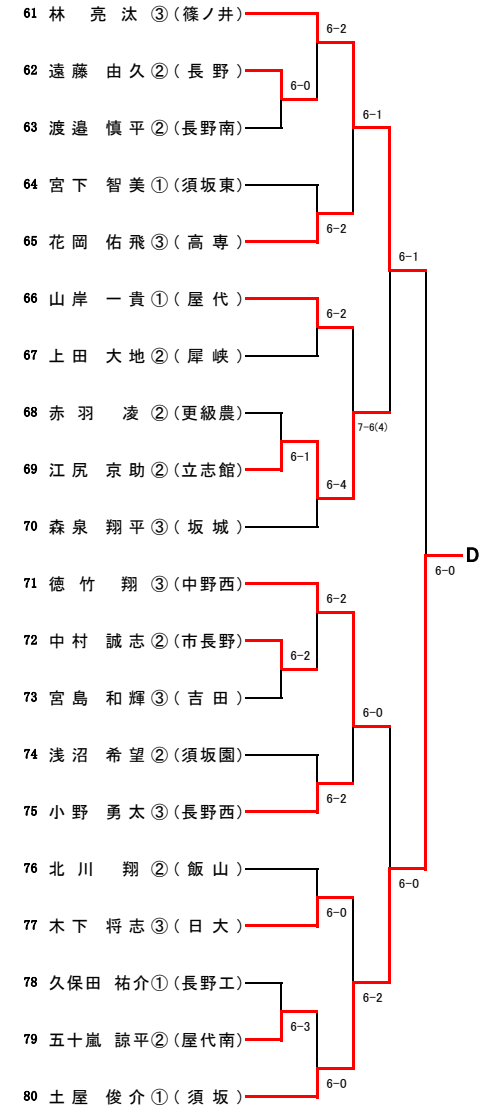 61 林 亮 汰 ③ (篠ノ井)
6-2
62 遠藤 由久 ② ( 長 野 )
6-0
63 渡邉 慎平 ② (長野南)
6-1
64 宮下 智美 ① (須坂東)
6-2
65 花岡 佑飛 ③ ( 高 専 )
6-1
66 山岸 一貴 ① ( 屋 代 )
6-2
67 上田 大地 ② ( 犀 峡 )
68 赤羽 凌 ② (更級農)
7-6(4)
6-1
69 江尻 京助 ② (立志館)
6-4
70 森泉 翔平 ③ ( 坂 城 )
D
6-0
71 徳竹 翔 ③ (中野西)
6-2
72 中村 誠志 ② (市長野)
6-2
73 宮島 和輝 ③ ( 吉 田 )
6-0
74 浅沼 希望 ② (須坂園)
6-2
75 小野 勇太 ③ (長野西)
76 北川 翔 ② ( 飯 山 )
6-0
77 木下 将志 ③ ( 日 大 )
6-0
78 久保田 祐介 ① (長野工)
6-2
6-3
79 五十嵐 諒平 ② (屋代南)
6-0
80 土屋 俊介 ① ( 須 坂 )